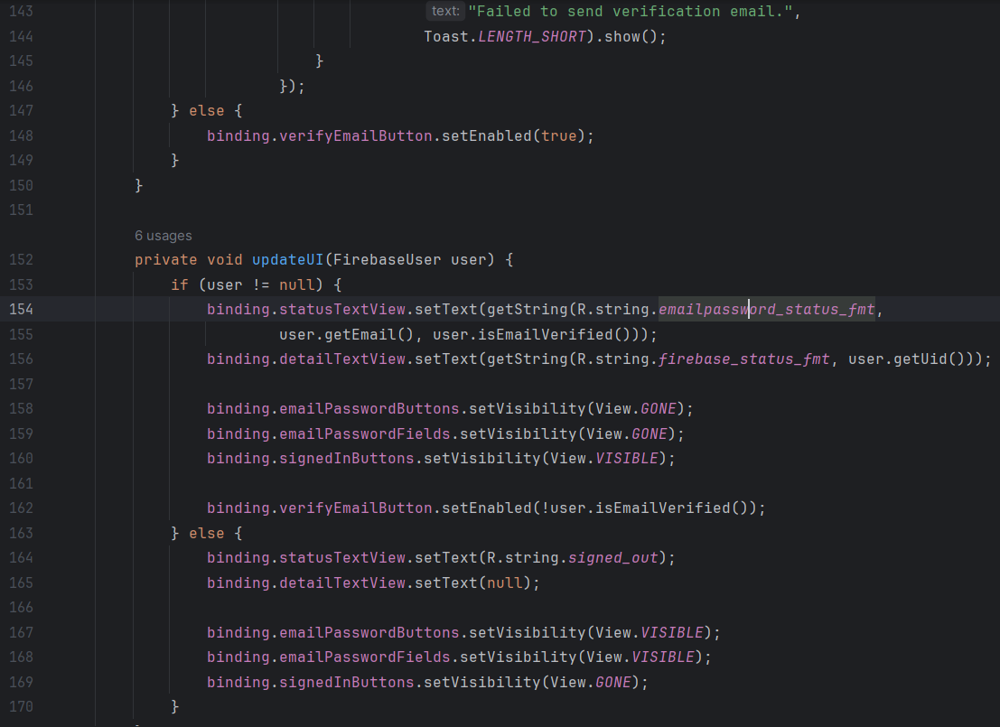 143 text: "Failed to send verification email.",
144 Toast.LENGTH_SHORT).show();
145 }
146 });
147 } else {
148 binding.verifyEmailButton.setEnabled(true);
149 }
150 }
151
6 usages
152 private void updateUI(FirebaseUser user) {
153 if (user != null) {
154 binding.statusTextView.setText(getString(R.string.emailpassword_status_fmt,
155 user.getEmail(), user.isEmailVerified()));
156 binding.detailTextView.setText(getString(R.string.firebase_status_fmt, user.getUid()));
157
158 binding.emailPasswordButtons.setVisibility(View.GONE);
159 binding.emailPasswordFields.setVisibility(View.GONE);
160 binding.signedInButtons.setVisibility(View.VISIBLE);
161
162 binding.verifyEmailButton.setEnabled(!user.isEmailVerified());
163 } else {
164 binding.statusTextView.setText(R.string.signed_out);
165 binding.detailTextView.setText(null);
166
167 binding.emailPasswordButtons.setVisibility(View.VISIBLE);
168 binding.emailPasswordFields.setVisibility(View.VISIBLE);
169 binding.signedInButtons.setVisibility(View.GONE);
170 }